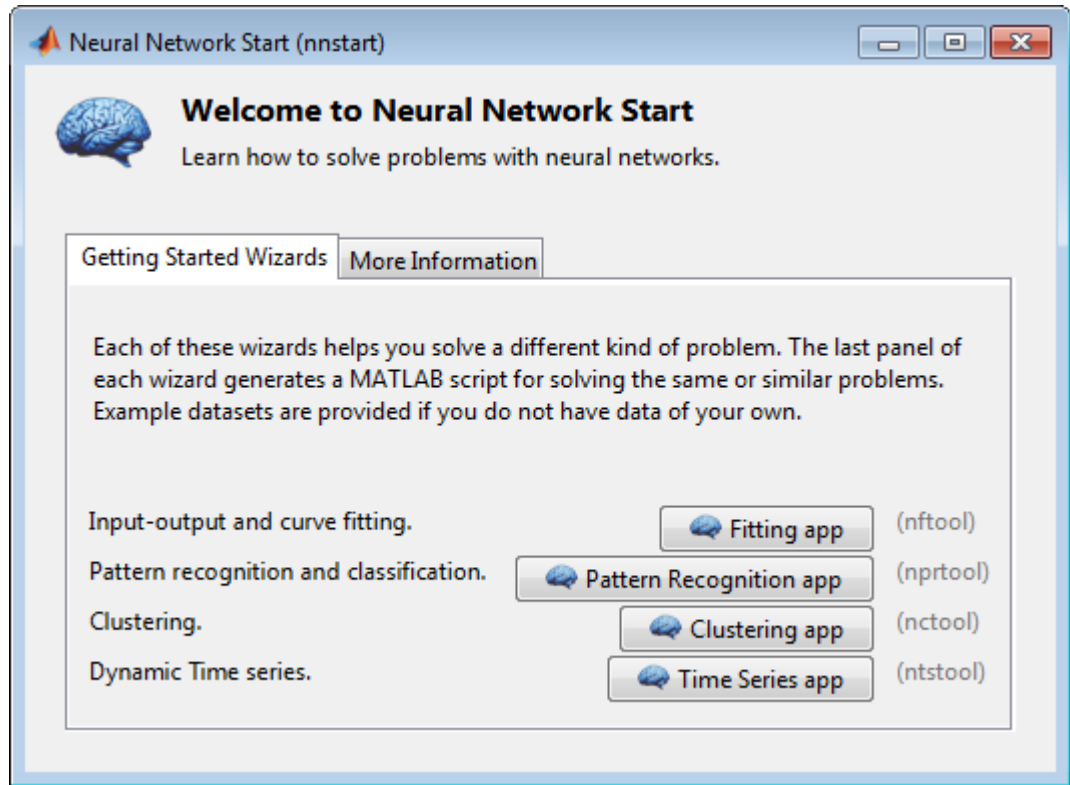 Neural Network Start (nnstart)
Welcome to Neural Network Start
Learn how to solve problems with neural networks.
Getting Started Wizards
More Information
Each of these wizards helps you solve a different kind of problem. The last panel of
each wizard generates a MATLAB script for solving the same or similar problems.
Example datasets are provided if you do not have data of your own.
Input-output and curve fitting. Fitting app (nftool)
Pattern recognition and classification. Pattern Recognition app (nprtool)
Clustering. Clustering app (nctool)
Dynamic Time series. Time Series app (ntstool)